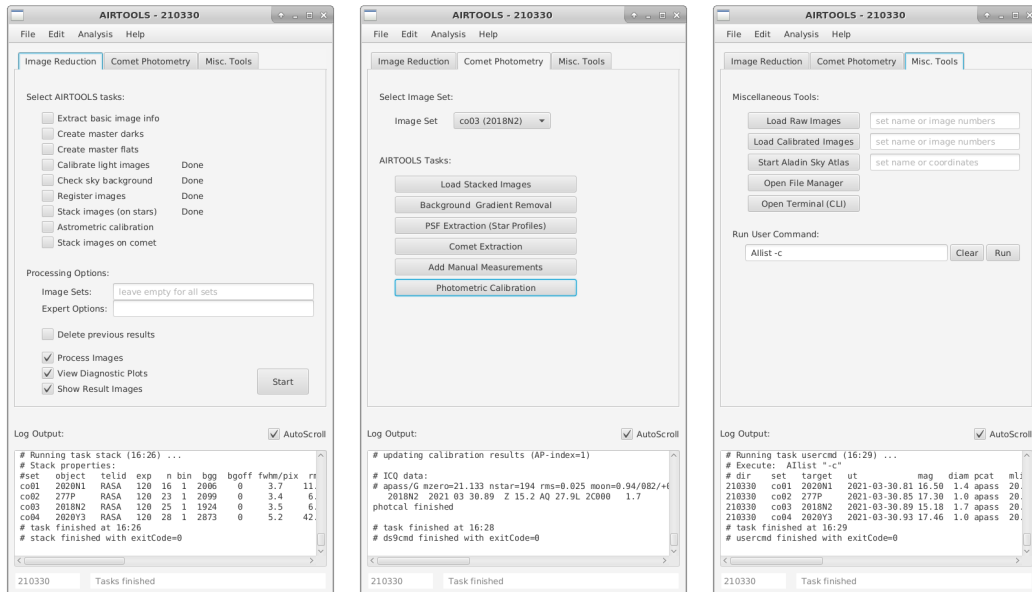 AIRTOOLS - 210330
File Edit Analysis Help
Image Reduction Comet Photometry Misc. Tools
Select AIRTOOLS tasks:
Extract basic image info
Create master darks
Create master flats
Calibrate light images Done
Check sky background Done
Register images Done
Stack images (on stars) Done
Astrometric calibration
Stack images on comet
Processing Options:
Image Sets: leave empty for all sets
Expert Options:
Delete previous results
Process Images
View Diagnostic Plots
Show Result Images
Start
Log Output: AutoScroll
# Running task stack (16:26) ...
# Stack properties:
#set object telid exp n bin bgg bgoff fwhm/pix
co01 2020N1 RASA 120 16 1 2006 0 3.7 11.
co02 277P RASA 120 23 1 2099 0 3.4 6.
co03 2018N2 RASA 120 25 1 1924 0 3.5 6.
co04 2020Y3 RASA 120 28 1 2873 0 5.2 42.
# task finished at 16:26
# stack finished with exitCode=0
210330 Tasks finished
AIRTOOLS - 210330
File Edit Analysis Help
Image Reduction Comet Photometry Misc. Tools
Select Image Set:
Image Set co03 (2018N2)
AIRTOOLS Tasks:
Load Stacked Images
Background Gradient Removal
PSF Extraction (Star Profiles)
Comet Extraction
Add Manual Measurements
Photometric Calibration
Log Output: AutoScroll
# updating calibration results (AP-index=1)
# ICQ data:
# apass/G mzero=21.133 nstar=194 rms=0.025 moon=0.94/082/+
2018N2 2021 03 30.89 Z 15.2 AQ 27.9L 2C000 1.7
photcal finished
# task finished at 16:28
# ds9cmd finished with exitCode=0
210330 Task finished
AIRTOOLS - 210330
File Edit Analysis Help
Image Reduction Comet Photometry Misc. Tools
Miscellaneous Tools:
Load Raw Images set name or image numbers
Load Calibrated Images set name or image numbers
Start Aladin Sky Atlas set name or coordinates
Open File Manager
Open Terminal (CLI)
Run User Command:
AIlist -c Clear Run
Log Output: AutoScroll
# Running task usercmd (16:29) ...
# Execute: AIlist "-c"
# dir set target ut mag diam pcat
210330 co01 2020N1 2021-03-30.81 16.50 1.4 apass 20.
210330 co02 277P 2021-03-30.85 17.30 1.0 apass 20.
210330 co03 2018N2 2021-03-30.89 15.18 1.7 apass 20.
210330 co04 2020Y3 2021-03-30.93 17.46 1.0 apass 20.
# task finished at 16:29
# usercmd finished with exitCode=0
210330 Task finished